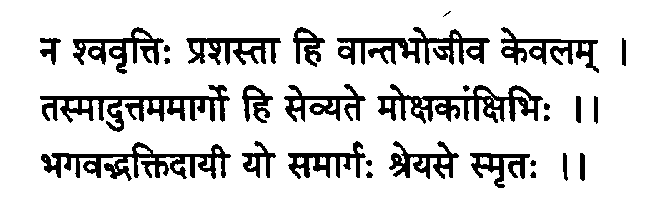 न श्ववृत्तिः प्रशस्ता हि वान्तभोजीव केवलम् ।
तस्मादुत्तममार्गो हि सेव्यते मोक्षकांक्षिभिः ।।
भगवद्भक्तिदायी यो समार्गः श्रेयसे स्मृतः ।।